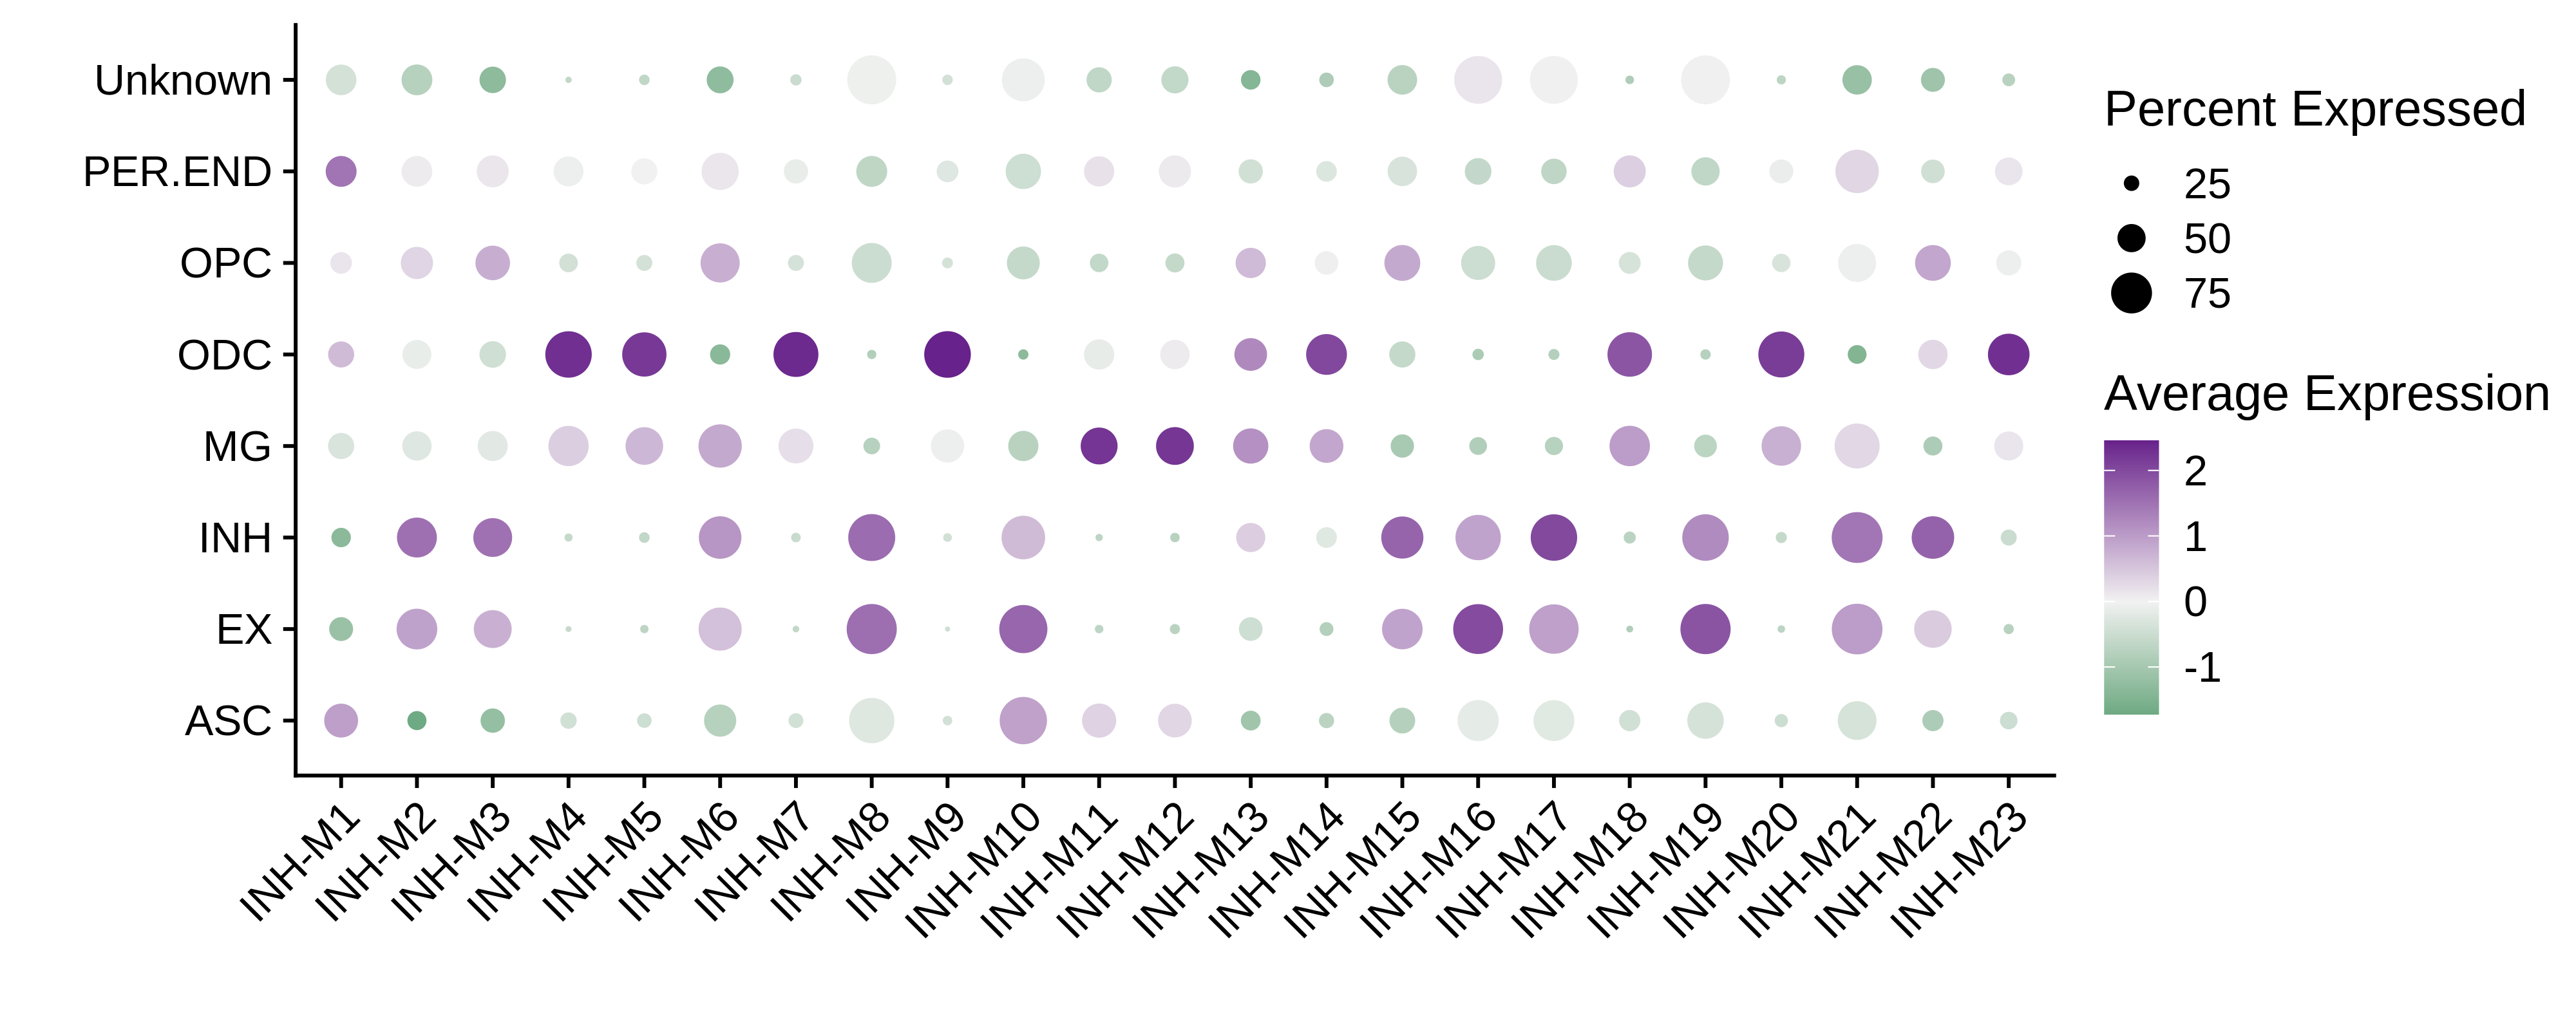 Unknown
PER.END
OPC
ODC
MG
INH
EX
ASC
INH-M1
INH-M2
INH-M3
INH-M4
INH-M5
INH-M6
INH-M7
INH-M8
INH-M9
INH-M10
INH-M11
INH-M12
INH-M13
INH-M14
INH-M15
INH-M16
INH-M17
INH-M18
INH-M19
INH-M20
INH-M21
INH-M22
INH-M23
Percent Expressed
25
50
75
Average Expression
2
1
0
-1